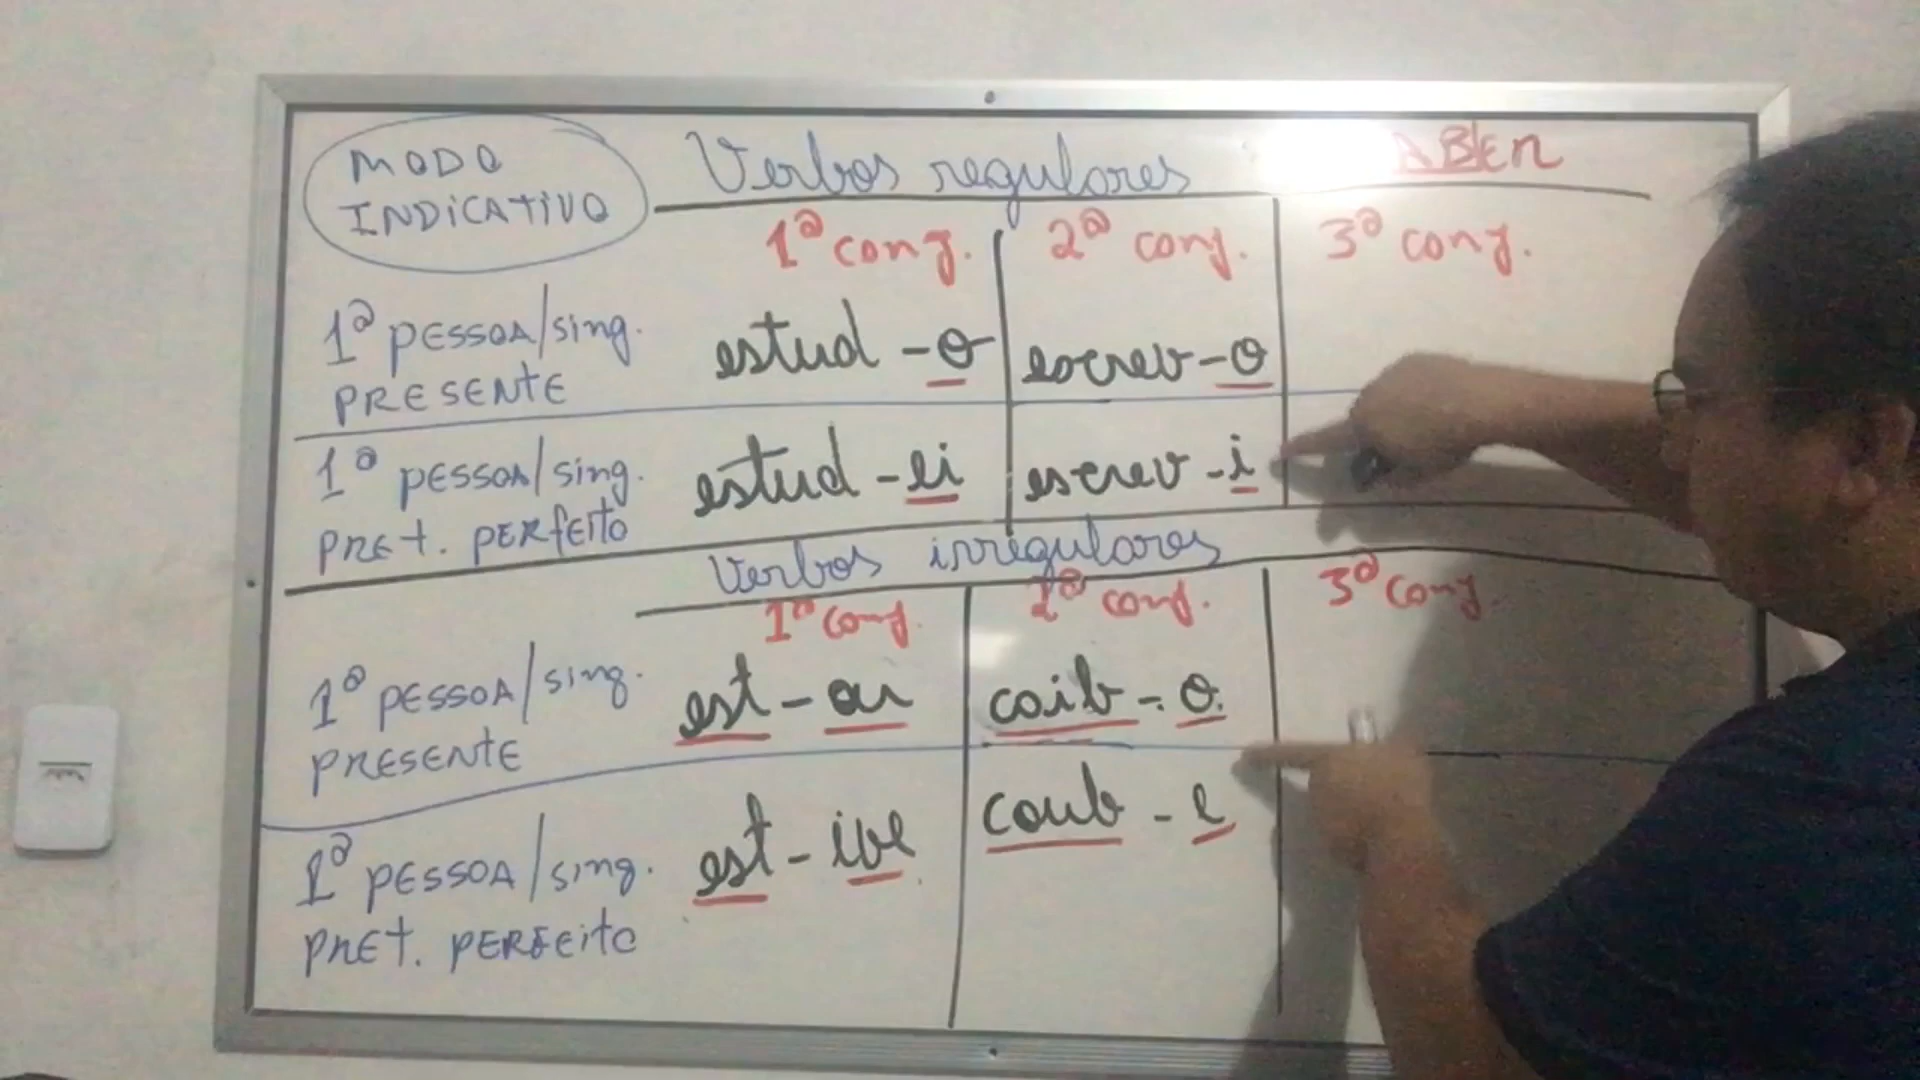 MODO
INDICATIVO
Verbos regulares
1ª conj. 2ª conj. 3ª conj.
1ª PESSOA/sing. estud - o escrev - o
PRESENTE
1ª PESSOA/sing. estud - ei escrev - i
PRET. PERFEITO
Verbos irregulares
1ª conj. 2ª conj. 3ª conj.
1ª PESSOA/sing. est - ou caib - o
PRESENTE
1ª PESSOA/sing. est - ive coub - e
PRET. PERFEITO